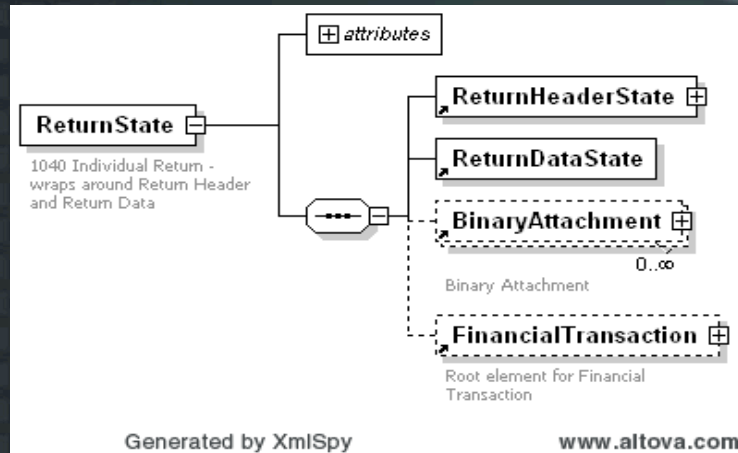 attributes
ReturnHeaderState
ReturnState
1040 Individual Return -
wraps around Return Header
and Return Data
ReturnDataState
BinaryAttachment
0..∞
Binary Attachment
FinancialTransaction
Root element for Financial
Transaction
Generated by XmlSpy
www.altova.com